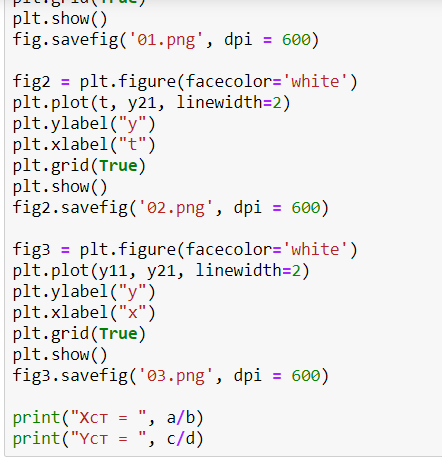 plt.grid(True)
plt.show()
fig.savefig('01.png', dpi = 600)
fig2 = plt.figure(facecolor='white')
plt.plot(t, y21, linewidth=2)
plt.ylabel("y")
plt.xlabel("t")
plt.grid(True)
plt.show()
fig2.savefig('02.png', dpi = 600)
fig3 = plt.figure(facecolor='white')
plt.plot(y11, y21, linewidth=2)
plt.ylabel("y")
plt.xlabel("x")
plt.grid(True)
plt.show()
fig3.savefig('03.png', dpi = 600)
print("Xст = ", a/b)
print("Yст = ", c/d)